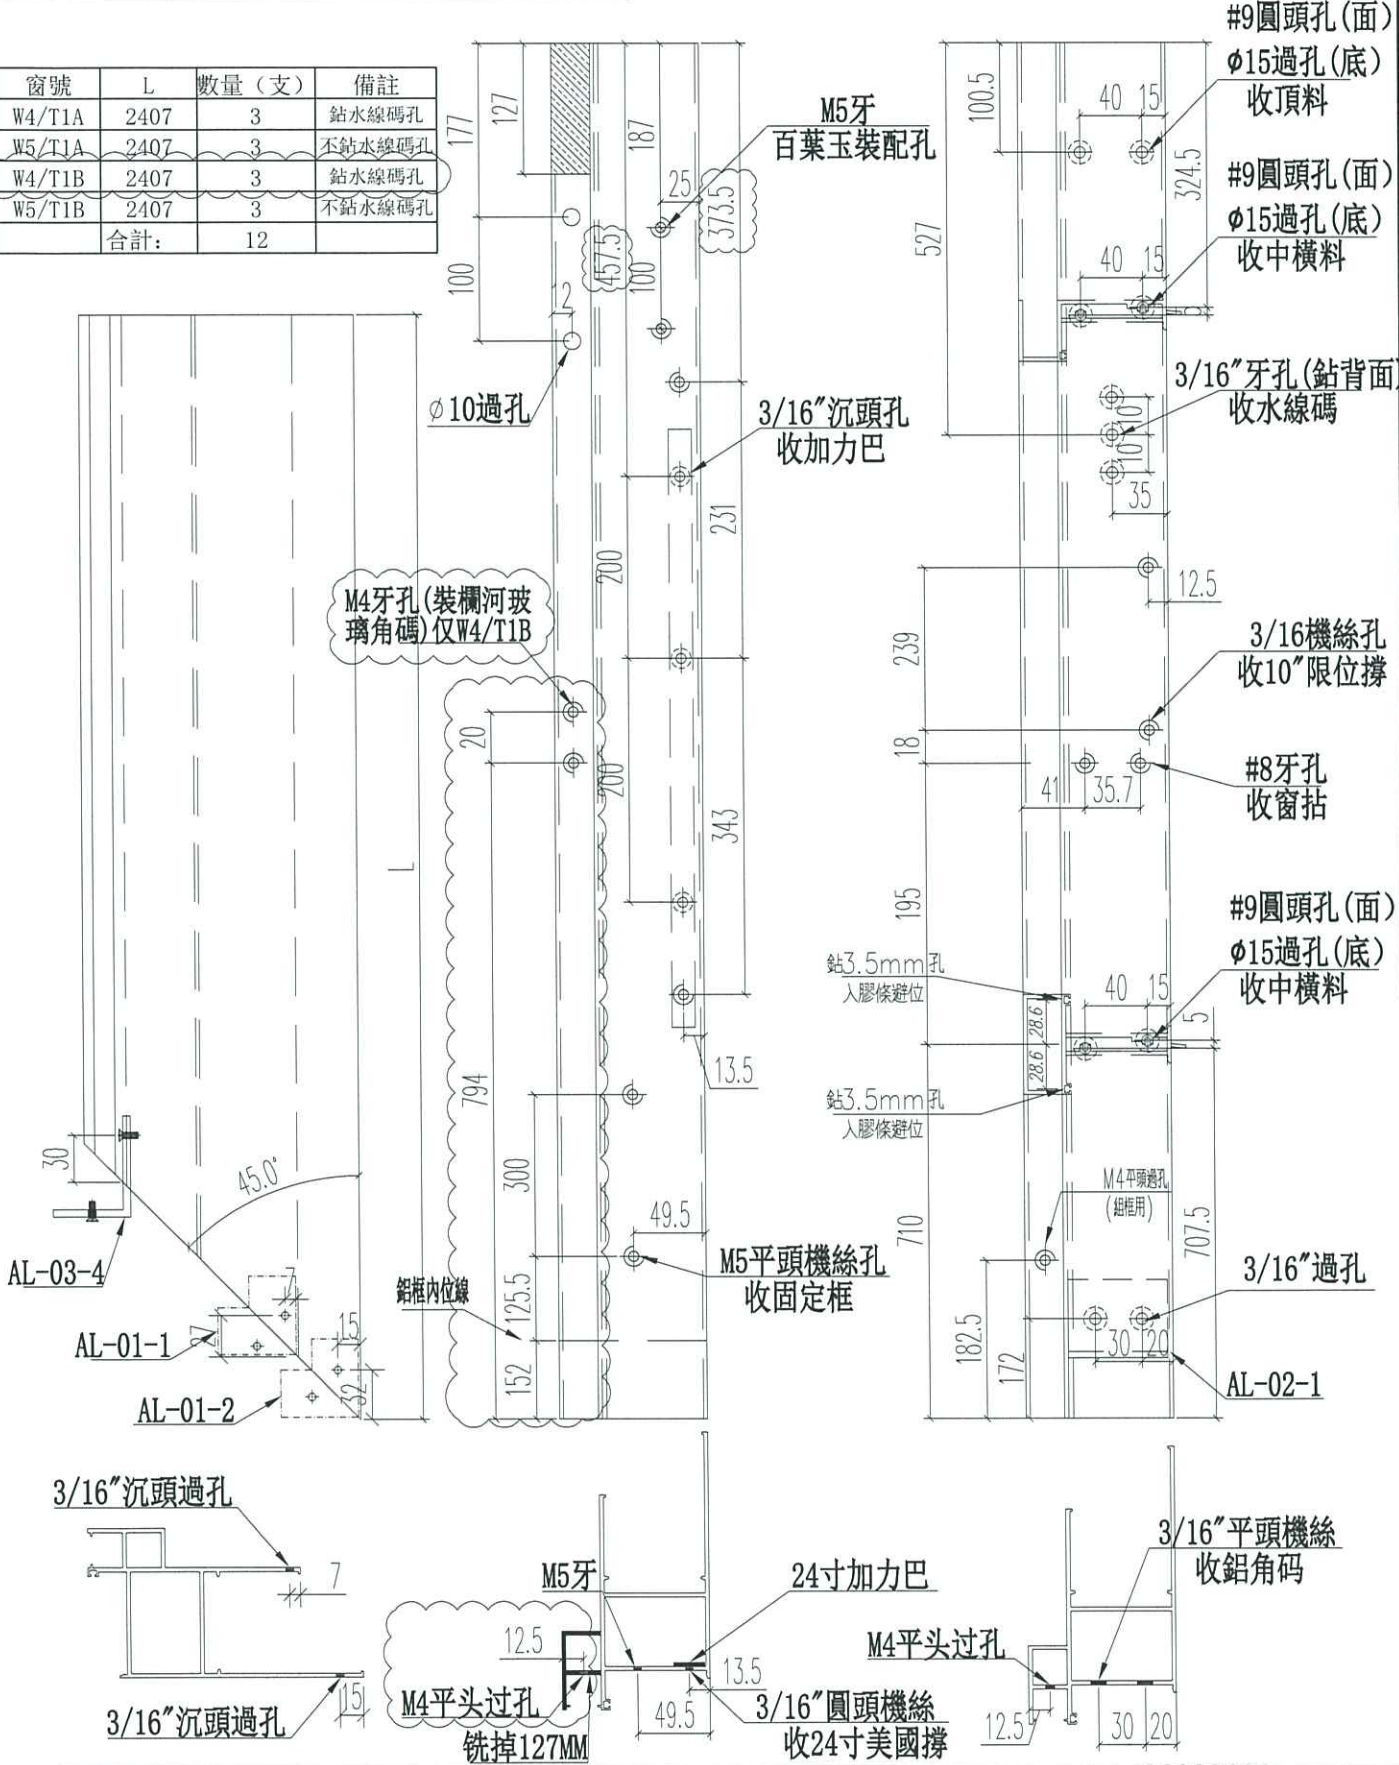 窗號 L 數量（支） 備註
W4/T1A 2407 3 鉆水線碼孔
W5/T1A 2407 3 不鉆水線碼孔
W4/T1B 2407 3 鉆水線碼孔
W5/T1B 2407 3 不鉆水線碼孔
合計： 12
L
30
45.0°
AL-03-4
AL-01-1
27
7
AL-01-2
15
32
177
127
100
2
ϕ10過孔
187
25
457.5
100
373.5
M5牙
百葉玉裝配孔
3/16"沉頭孔
收加力巴
231
200
M4牙孔(裝欄河玻
璃角碼)仅W4/T1B
20
200
343
794
13.5
300
49.5
M5平頭機絲孔
收固定框
鋁框內位線
125.5
152
100.5
40 15
#9圓頭孔(面)
ϕ15過孔(底)
收頂料
324.5
527
#9圓頭孔(面)
ϕ15過孔(底)
收中橫料
40 15
3/16"牙孔(鉆背面)
收水線碼
10
10
35
12.5
239
3/16機絲孔
收10"限位撐
18
#8牙孔
收窗拈
41 35.7
195
#9圓頭孔(面)
ϕ15過孔(底)
收中橫料
鉆3.5mm孔
入膠條避位
40 15
5
28.6
28.6
鉆3.5mm孔
入膠條避位
M4平頭過孔
(組框用)
710
707.5
3/16"過孔
182.5
172
30 20
AL-02-1
3/16"沉頭過孔
7
3/16"沉頭過孔
15
M5牙
24寸加力巴
12.5
M4平头过孔
铣掉127MM
13.5
49.5
3/16"圓頭機絲
收24寸美國撐
3/16"平頭機絲
收鋁角码
M4平头过孔
12.5
30 20